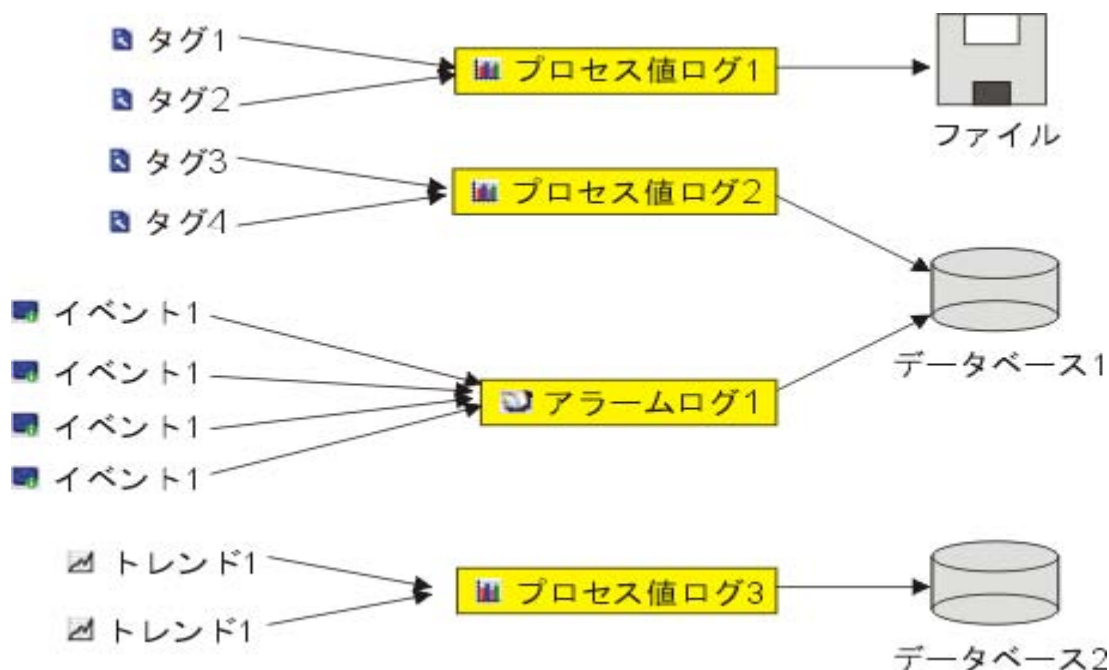 タグ1
タグ2
プロセス値ログ1
ファイル
タグ3
タグ4
プロセス値ログ2
イベント1
イベント1
イベント1
イベント1
アラームログ1
データベース1
トレンド1
トレンド1
プロセス値ログ3
データベース2